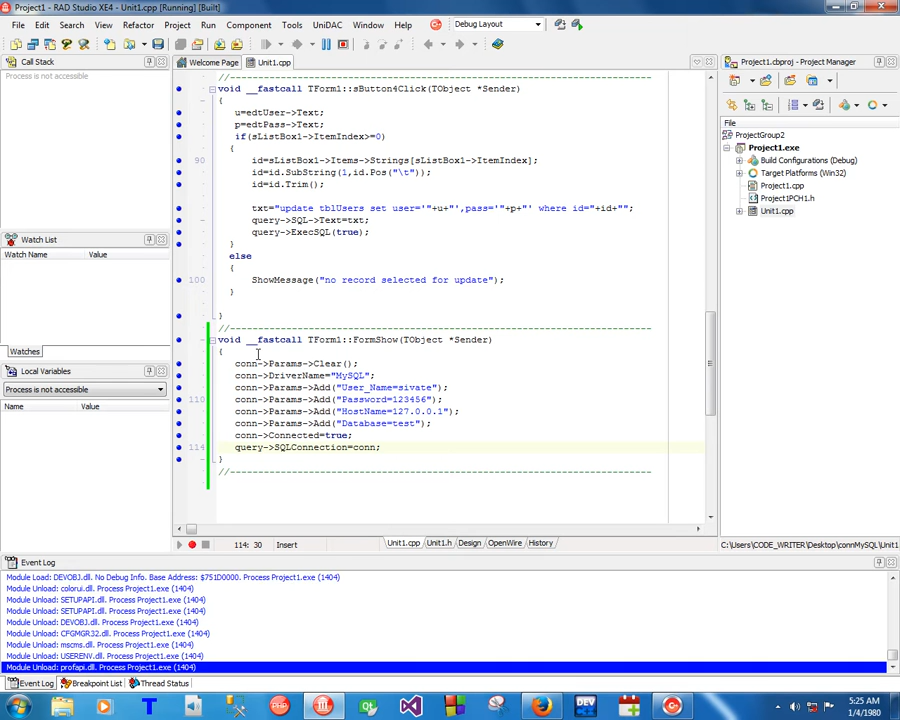 Project1 - RAD Studio XE4 - Unit1.cpp [Running] [Built]
File Edit Search View Refactor Project Run Component Tools UniDAC Window Help Debug Layout
Call Stack
Process is not accessible
Watch List
Watch Name Value
Watches
Local Variables
Process is not accessible
Name Value
Welcome Page Unit1.cpp
//
void __fastcall TForm1::sButton4Click(TObject *Sender)
{
u=edtUser->Text;
p=edtPass->Text;
if(sListBox1->ItemIndex>=0)
{
90 id=sListBox1->Items->Strings[sListBox1->ItemIndex];
id=id.SubString(1,id.Pos("\t"));
id=id.Trim();
txt="update tblUsers set user='"+u+"',pass='"+p+"' where id="+id+"";
query->SQL->Text=txt;
query->ExecSQL(true);
}
else
{
100 ShowMessage("no record selected for update");
}
}
//
void __fastcall TForm1::FormShow(TObject *Sender)
{
conn->Params->Clear();
conn->DriverName="MySQL";
conn->Params->Add("User_Name=sivate");
110 conn->Params->Add("Password=123456");
conn->Params->Add("HostName=127.0.0.1");
conn->Params->Add("Database=test");
conn->Connected=true;
114 query->SQLConnection=conn;
}
//
114: 30 Insert Unit1.cpp Unit1.h Design OpenWire History
Project1.cbproj - Project Manager
File
ProjectGroup2
Project1.exe
Build Configurations (Debug)
Target Platforms (Win32)
Project1.cpp
Project1PCH1.h
Unit1.cpp
C:\Users\CODE_WRITER\Desktop\connMySQL\Unit1
Event Log
Module Load: DEVOBJ.dll. No Debug Info. Base Address: $751D0000. Process Project1.exe (1404)
Module Unload: colorui.dll. Process Project1.exe (1404)
Module Unload: SETUPAPI.dll. Process Project1.exe (1404)
Module Unload: SETUPAPI.dll. Process Project1.exe (1404)
Module Unload: DEVOBJ.dll. Process Project1.exe (1404)
Module Unload: CFGMGR32.dll. Process Project1.exe (1404)
Module Unload: mscms.dll. Process Project1.exe (1404)
Module Unload: USERENV.dll. Process Project1.exe (1404)
Module Unload: profapi.dll. Process Project1.exe (1404)
Event Log Breakpoint List Thread Status
5:25 AM
1/4/1980